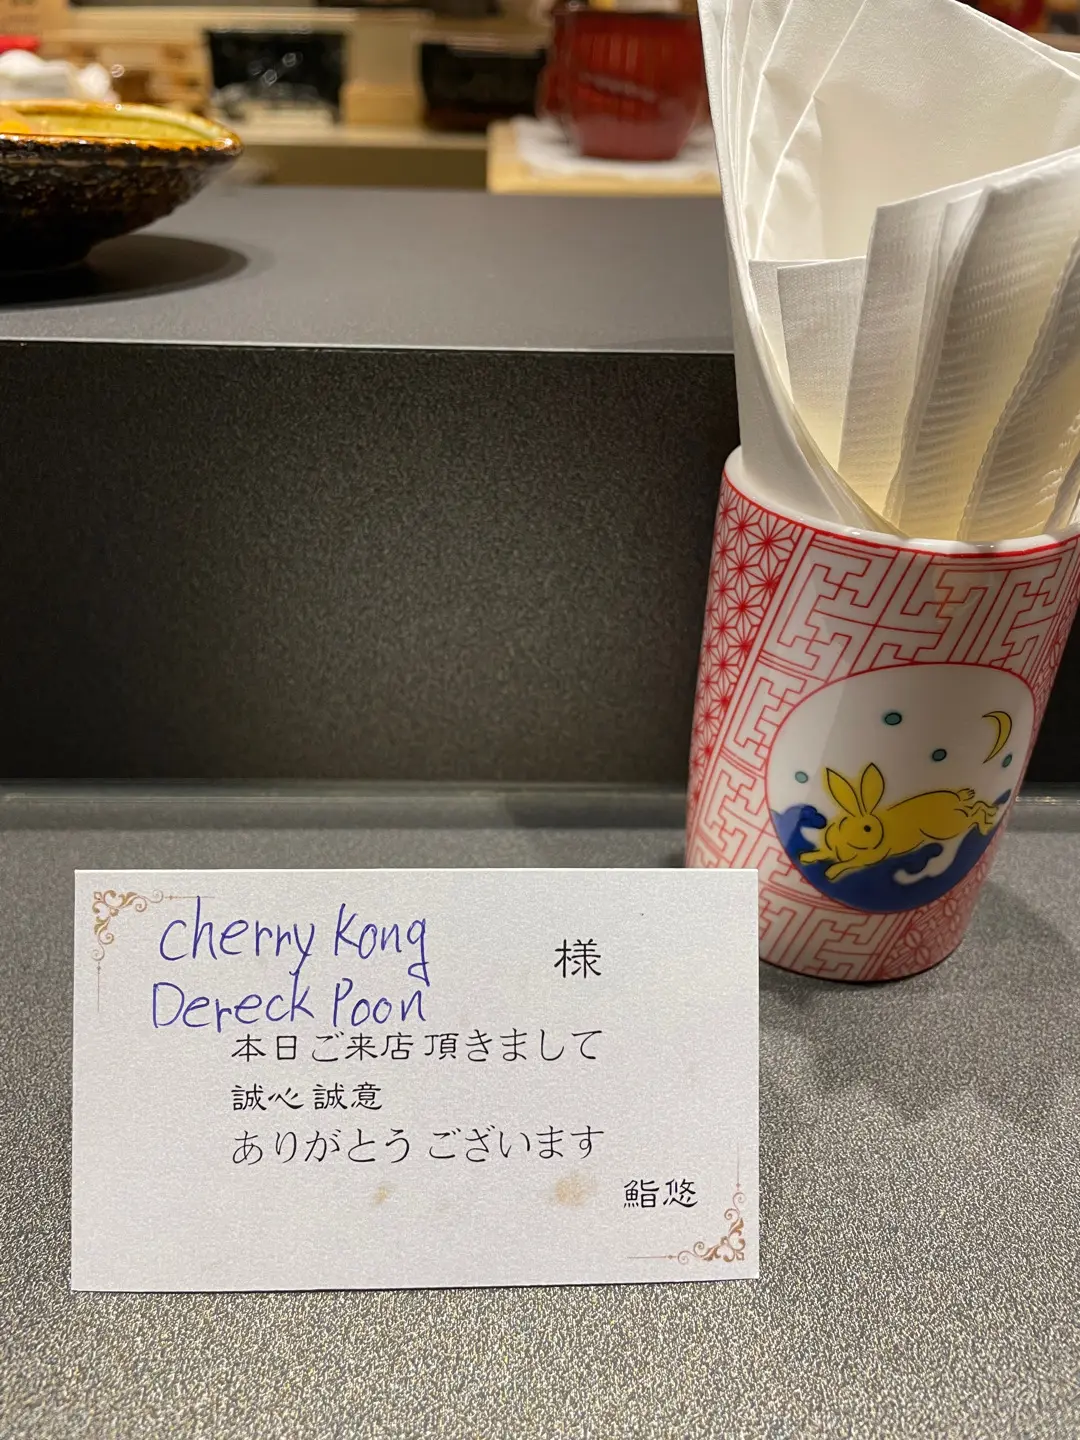 cherry Kong 様
Dereck Poon
本日ご来店頂きまして
誠心誠意
ありがとうございます
鮨悠